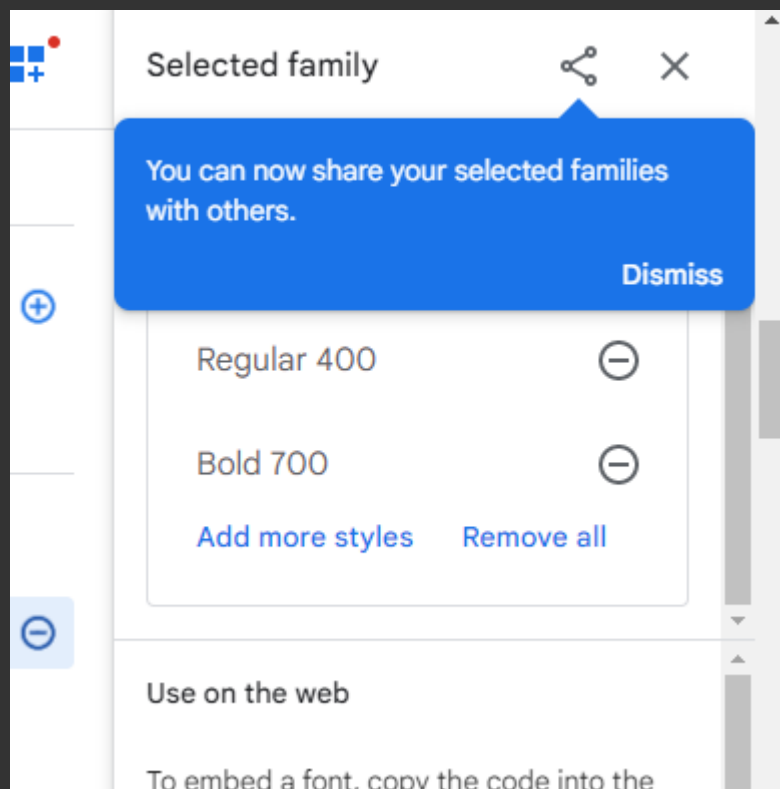 Selected family
You can now share your selected families
with others.
Dismiss
Regular 400
Bold 700
Add more styles Remove all
Use on the web
To embed a font, copy the code into the